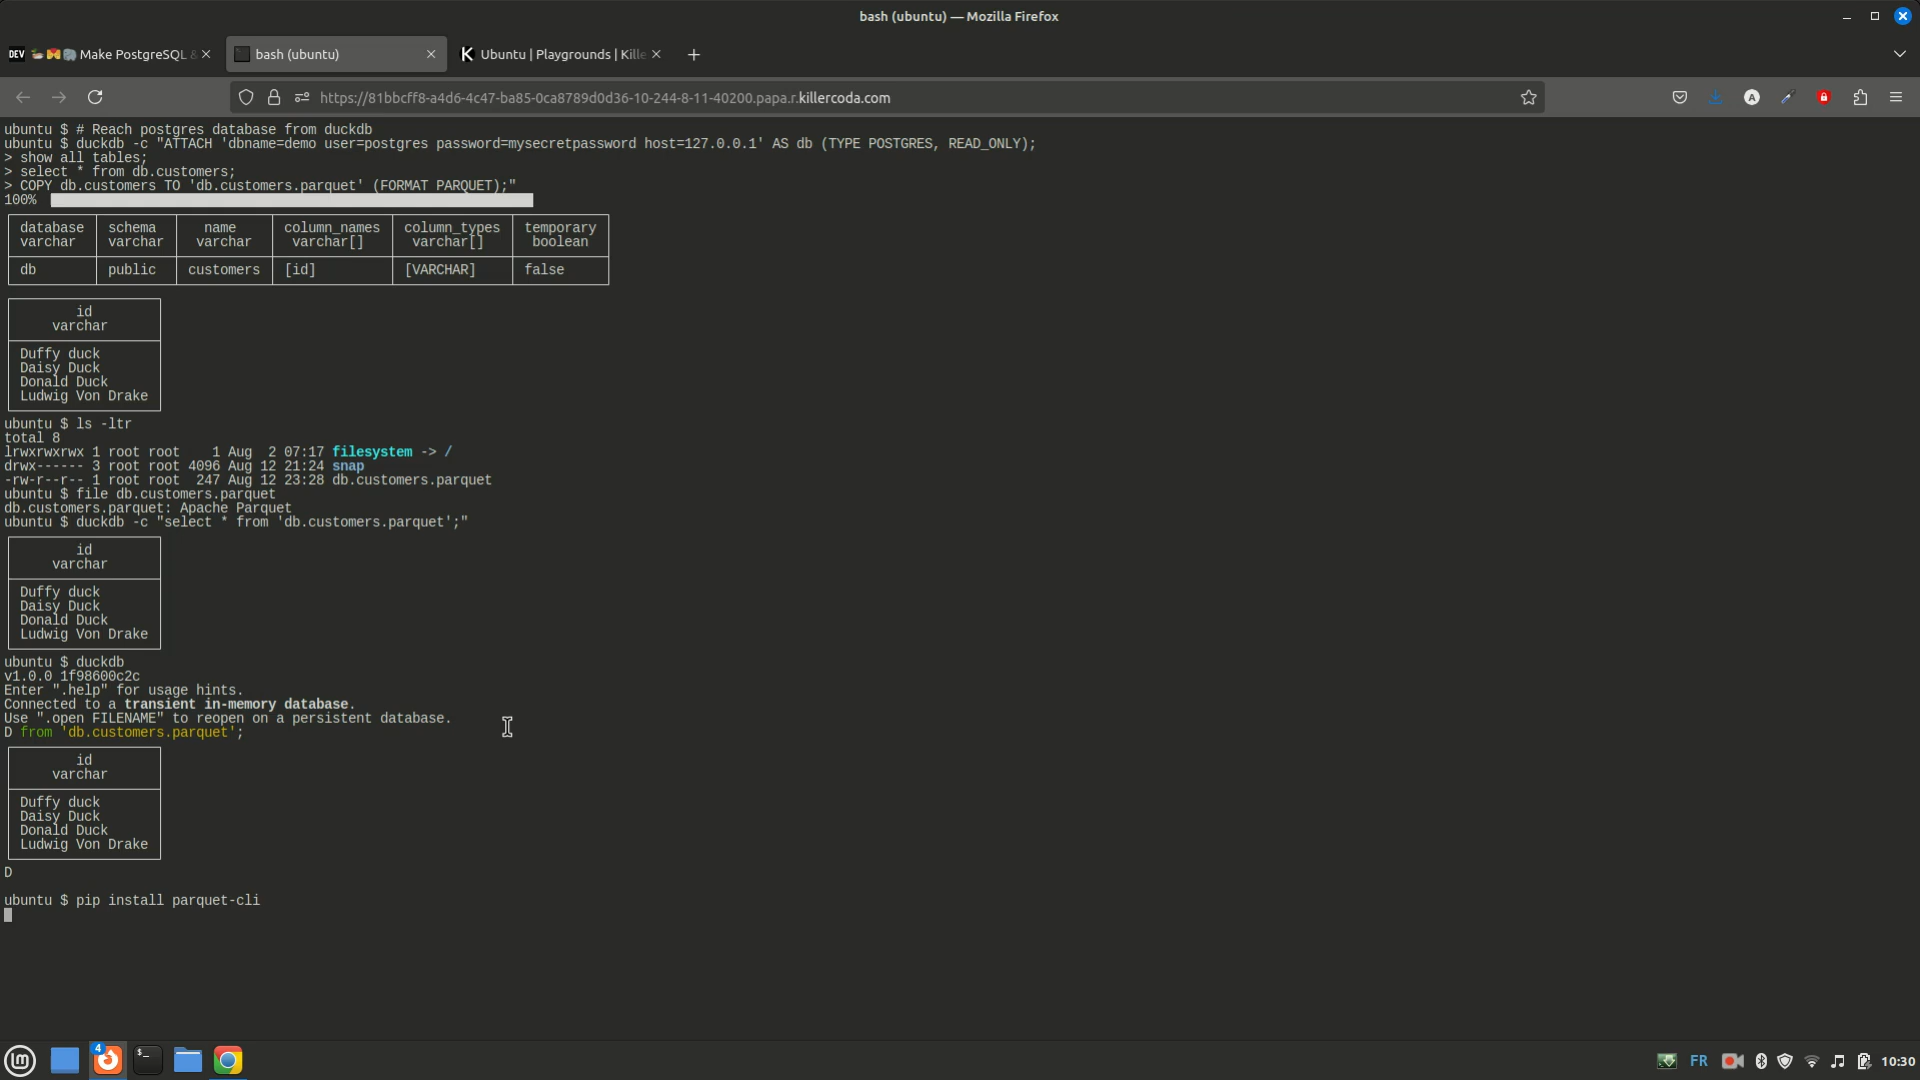 bash (ubuntu) — Mozilla Firefox
DEV Make PostgreSQL &
bash (ubuntu)
K Ubuntu | Playgrounds | Kille
https://81bbcff8-a4d6-4c47-ba85-0ca8789d0d36-10-244-8-11-40200.papa.r.killercoda.com
A
ubuntu $ # Reach postgres database from duckdb
ubuntu $ duckdb -c "ATTACH 'dbname=demo user=postgres password=mysecretpassword host=127.0.0.1' AS db (TYPE POSTGRES, READ_ONLY);
> show all tables;
> select * from db.customers;
> COPY db.customers TO 'db.customers.parquet' (FORMAT PARQUET);"
100%
database schema name column_names column_types temporary
varchar varchar varchar varchar[] varchar[] boolean
db public customers [id] [VARCHAR] false
id
varchar
Duffy duck
Daisy Duck
Donald Duck
Ludwig Von Drake
ubuntu $ ls -ltr
total 8
lrwxrwxrwx 1 root root    1 Aug  2 07:17 filesystem -> /
drwx------ 3 root root 4096 Aug 12 21:24 snap
-rw-r--r-- 1 root root  247 Aug 12 23:28 db.customers.parquet
ubuntu $ file db.customers.parquet
db.customers.parquet: Apache Parquet
ubuntu $ duckdb -c "select * from 'db.customers.parquet';"
id
varchar
Duffy duck
Daisy Duck
Donald Duck
Ludwig Von Drake
ubuntu $ duckdb
v1.0.0 1f98600c2c
Enter ".help" for usage hints.
Connected to a transient in-memory database.
Use ".open FILENAME" to reopen on a persistent database.
D from 'db.customers.parquet';
id
varchar
Duffy duck
Daisy Duck
Donald Duck
Ludwig Von Drake
D
ubuntu $ pip install parquet-cli
4
$_
FR
10:30